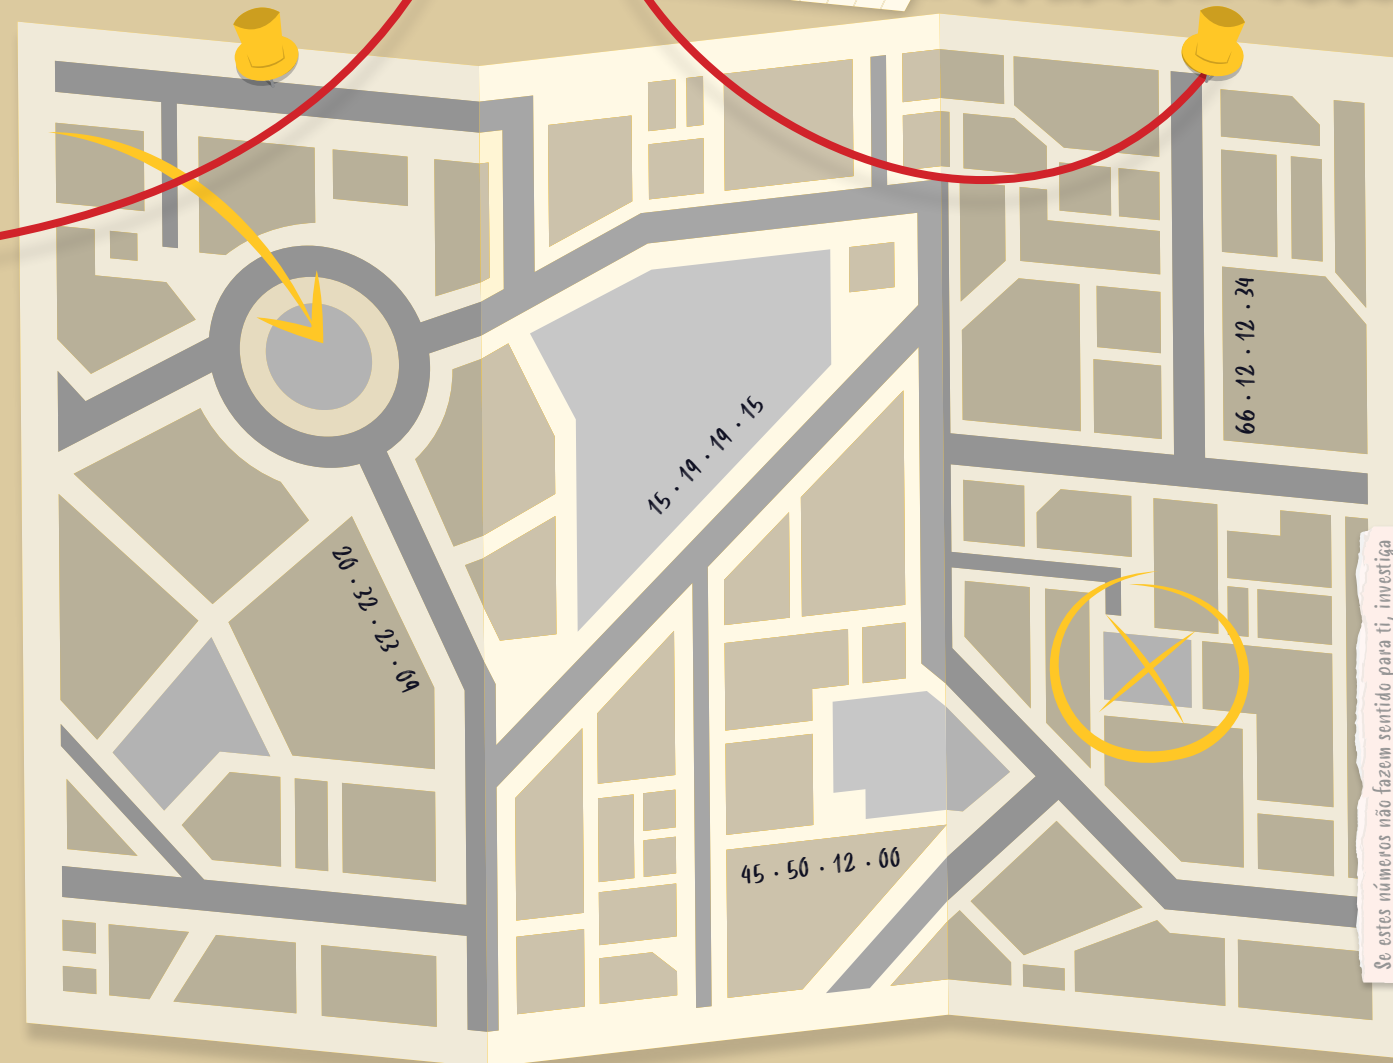 66 . 12 . 12 . 34
15 . 19 . 19 . 15
20 . 32 . 23 . 09
45 . 50 . 12 . 00
Se estes números não fazem sentido para ti, investiga